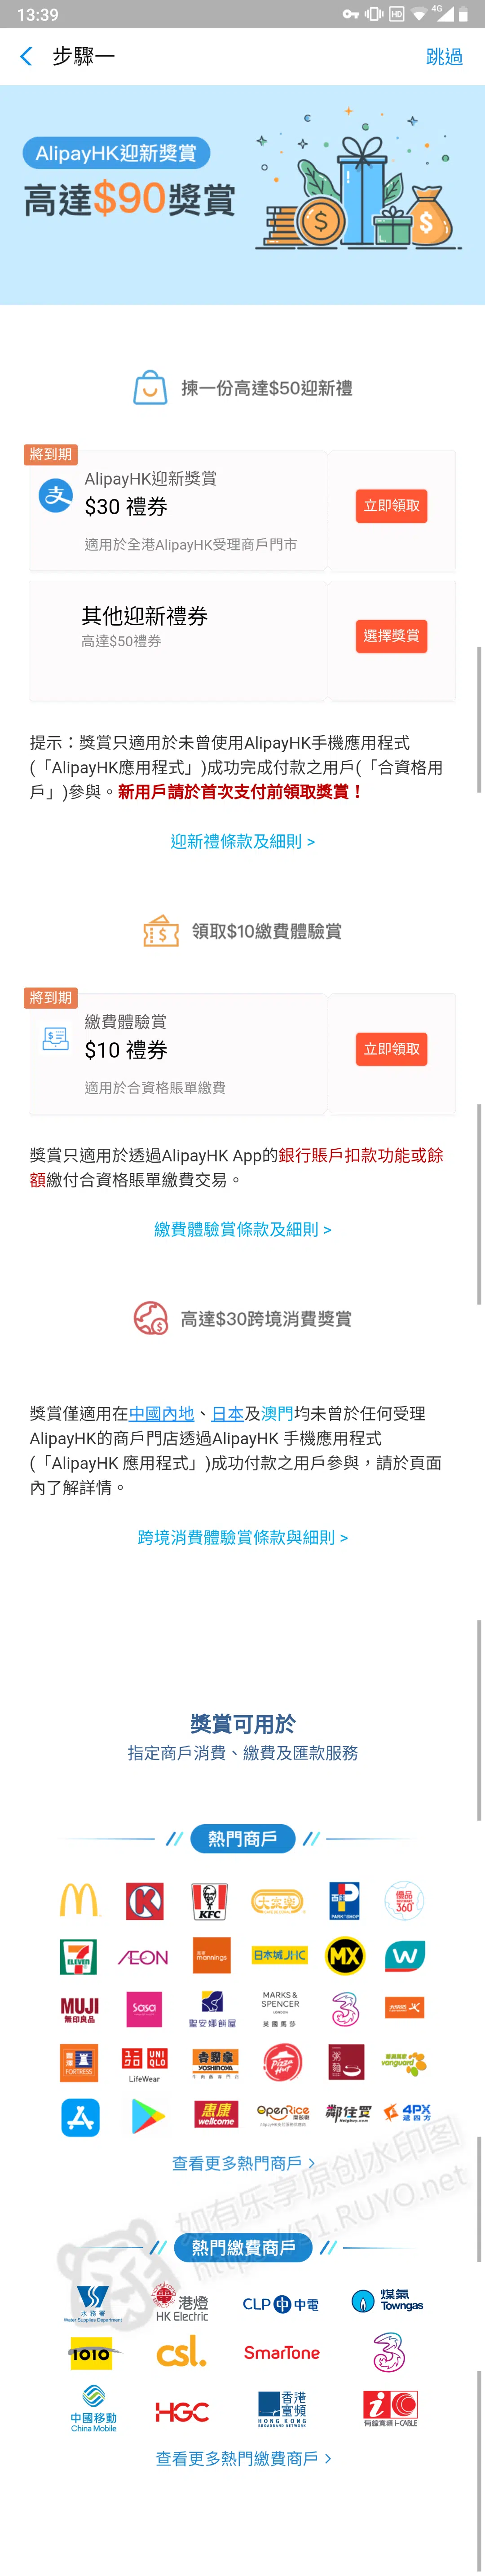 13:39
HD
4G
步驟一
跳過
AlipayHK迎新獎賞
高達$90獎賞
揀一份高達$50迎新禮
將到期
AlipayHK迎新獎賞
$30 禮券
適用於全港AlipayHK受理商戶門市
立即領取
其他迎新禮券
高達$50禮券
選擇獎賞
提示：獎賞只適用於未曾使用AlipayHK手機應用程式
(「AlipayHK應用程式」)成功完成付款之用戶(「合資格用
戶」)參與。新用戶請於首次支付前領取獎賞！
迎新禮條款及細則 >
領取$10繳費體驗賞
將到期
繳費體驗賞
$10 禮券
適用於合資格賬單繳費
立即領取
獎賞只適用於透過AlipayHK App的銀行賬戶扣款功能或餘
額繳付合資格賬單繳費交易。
繳費體驗賞條款及細則 >
高達$30跨境消費獎賞
獎賞僅適用在中國內地、日本及澳門均未曾於任何受理
AlipayHK的商戶門店透過AlipayHK 手機應用程式
(「AlipayHK 應用程式」)成功付款之用戶參與，請於頁面
內了解詳情。
跨境消費體驗賞條款與細則 >
獎賞可用於
指定商戶消費、繳費及匯款服務
熱門商戶
KFC
大家樂
百佳
PARKnSHOP
優品
360°
7
ELEVEN
AEON
mannings
日本城 JHC
MX
W
MUJI
無印良品
sasa
聖安娜餅屋
MARKS &
SPENCER
LONDON
英國馬莎
3
豐澤
FORTRESS
UNI
QLO
LifeWear
吉野家
YOSHINOYA
Pizza Hut
vanguard
惠康
wellcome
OpenRice
鄰住買
4PX
遞四方
查看更多熱門商戶 >
如有乐享原创水印图
https://51.RUYO.net
熱門繳費商戶
水務署
Water Supplies Department
港燈
HK Electric
CLP 中電
煤氣
Towngas
1O1O
csl.
SmarTone
3
中國移動
China Mobile
HGC
香港
寬頻
HONG KONG
BROADBAND NETWORK
有線寬頻 i-CABLE
查看更多熱門繳費商戶 >